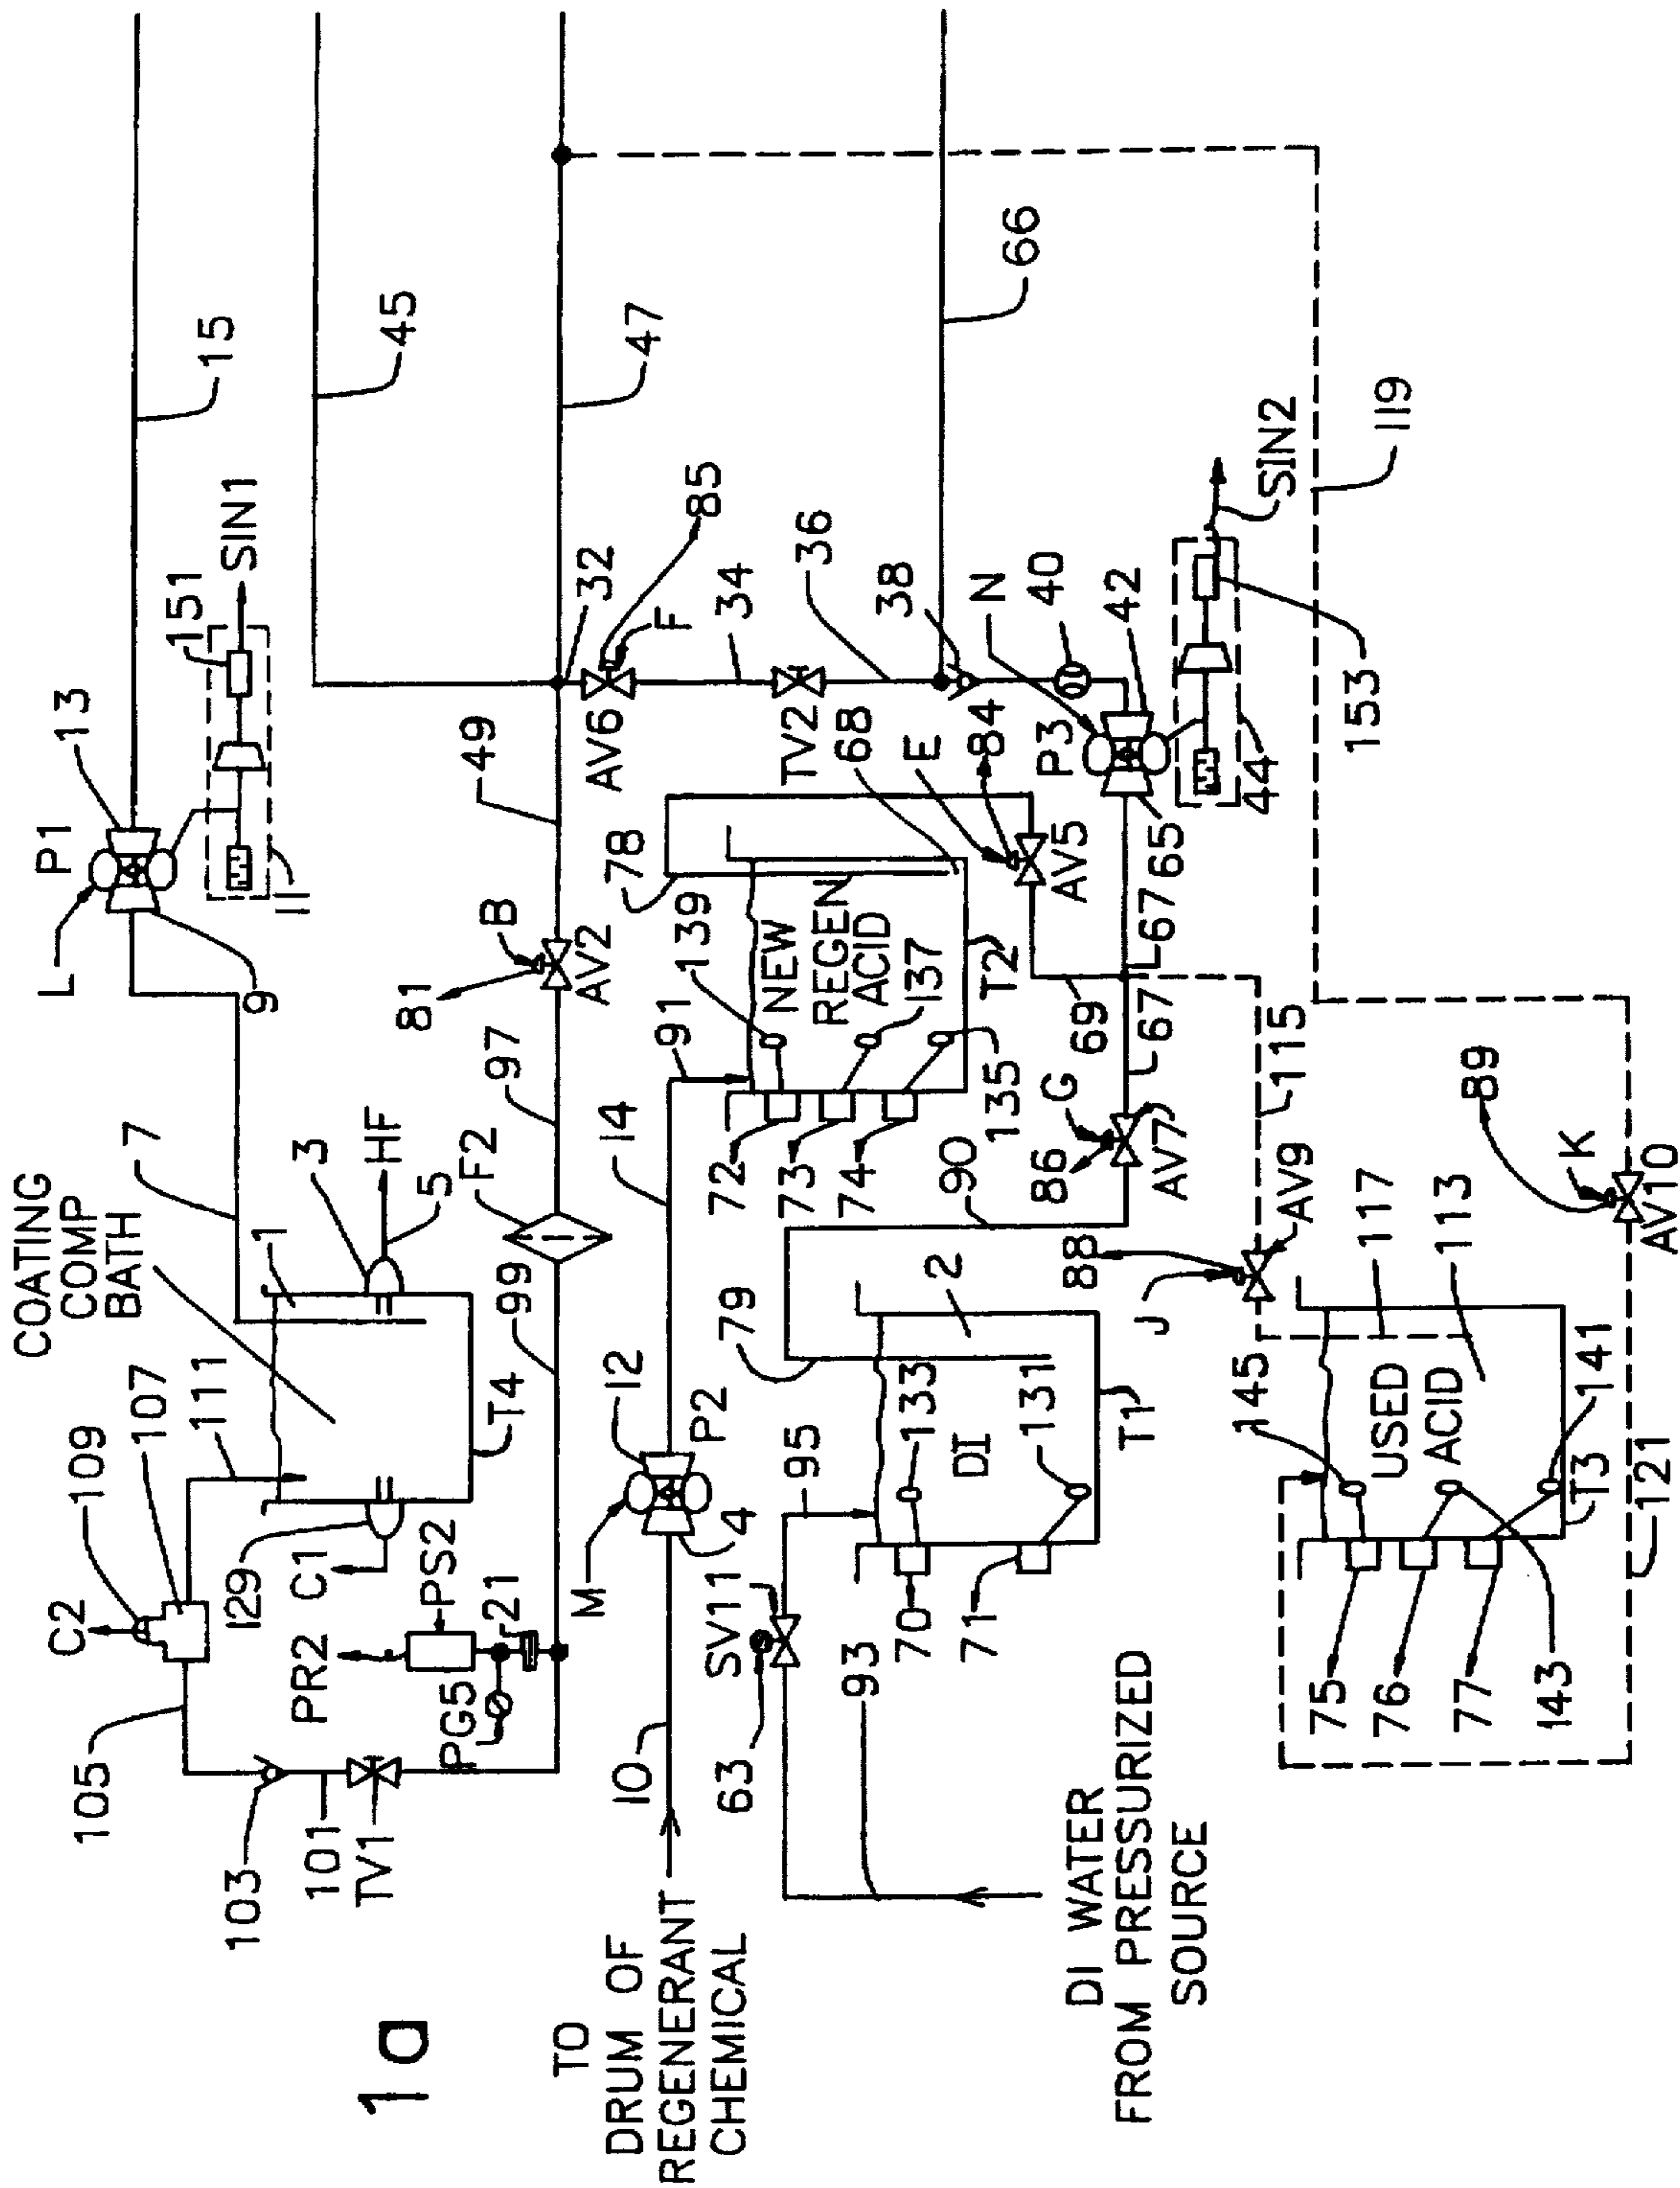 1a
COATING
COMP
BATH
C2
109
107
111
105
103
101
TV1
129
C1
PR2
PS2
PG5
121
T4
1
3
5
HF
7
9
L
P1
13
15
11
151
SIN1
45
99
F2
97
81
B
AV2
49
47
32
85
F
AV6
34
TV2
36
38
66
N
40
42
P3
65
44
153
SIN2
119
TO
DRUM OF
REGENERANT
CHEMICAL
10
M
12
P2
4
14
91
139
78
68
NEW
REGEN
ACID
137
135
T2
72
73
74
E
84
AV5
69
67
67
G
86
AV7
90
DI WATER
FROM PRESSURIZED
SOURCE
93
63
SV11
95
79
2
133
DI
131
T1
70
71
J
88
AV9
115
117
113
145
USED
ACID
141
T3
143
75
76
77
121
89
K
AV10